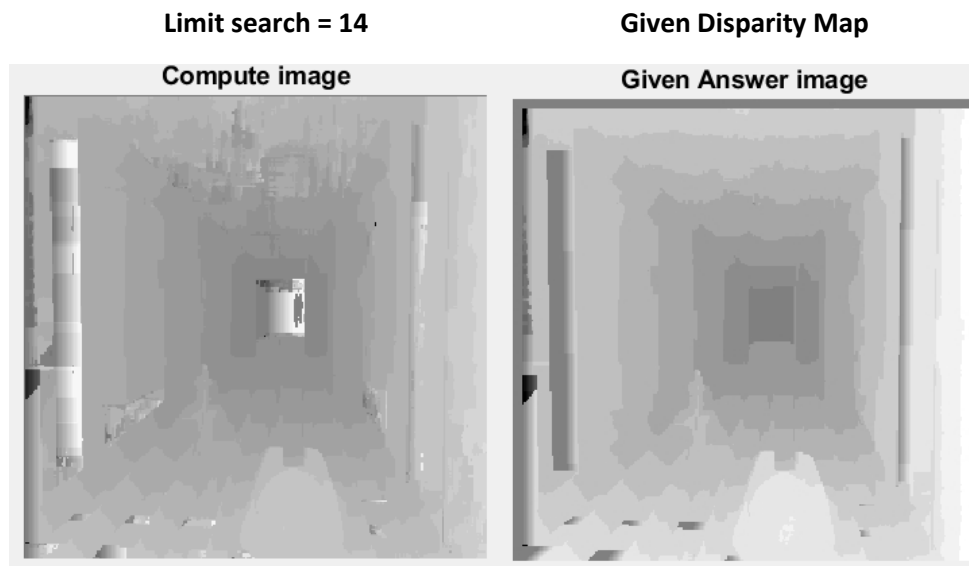 Limit search = 14
Given Disparity Map
Compute image
Given Answer image